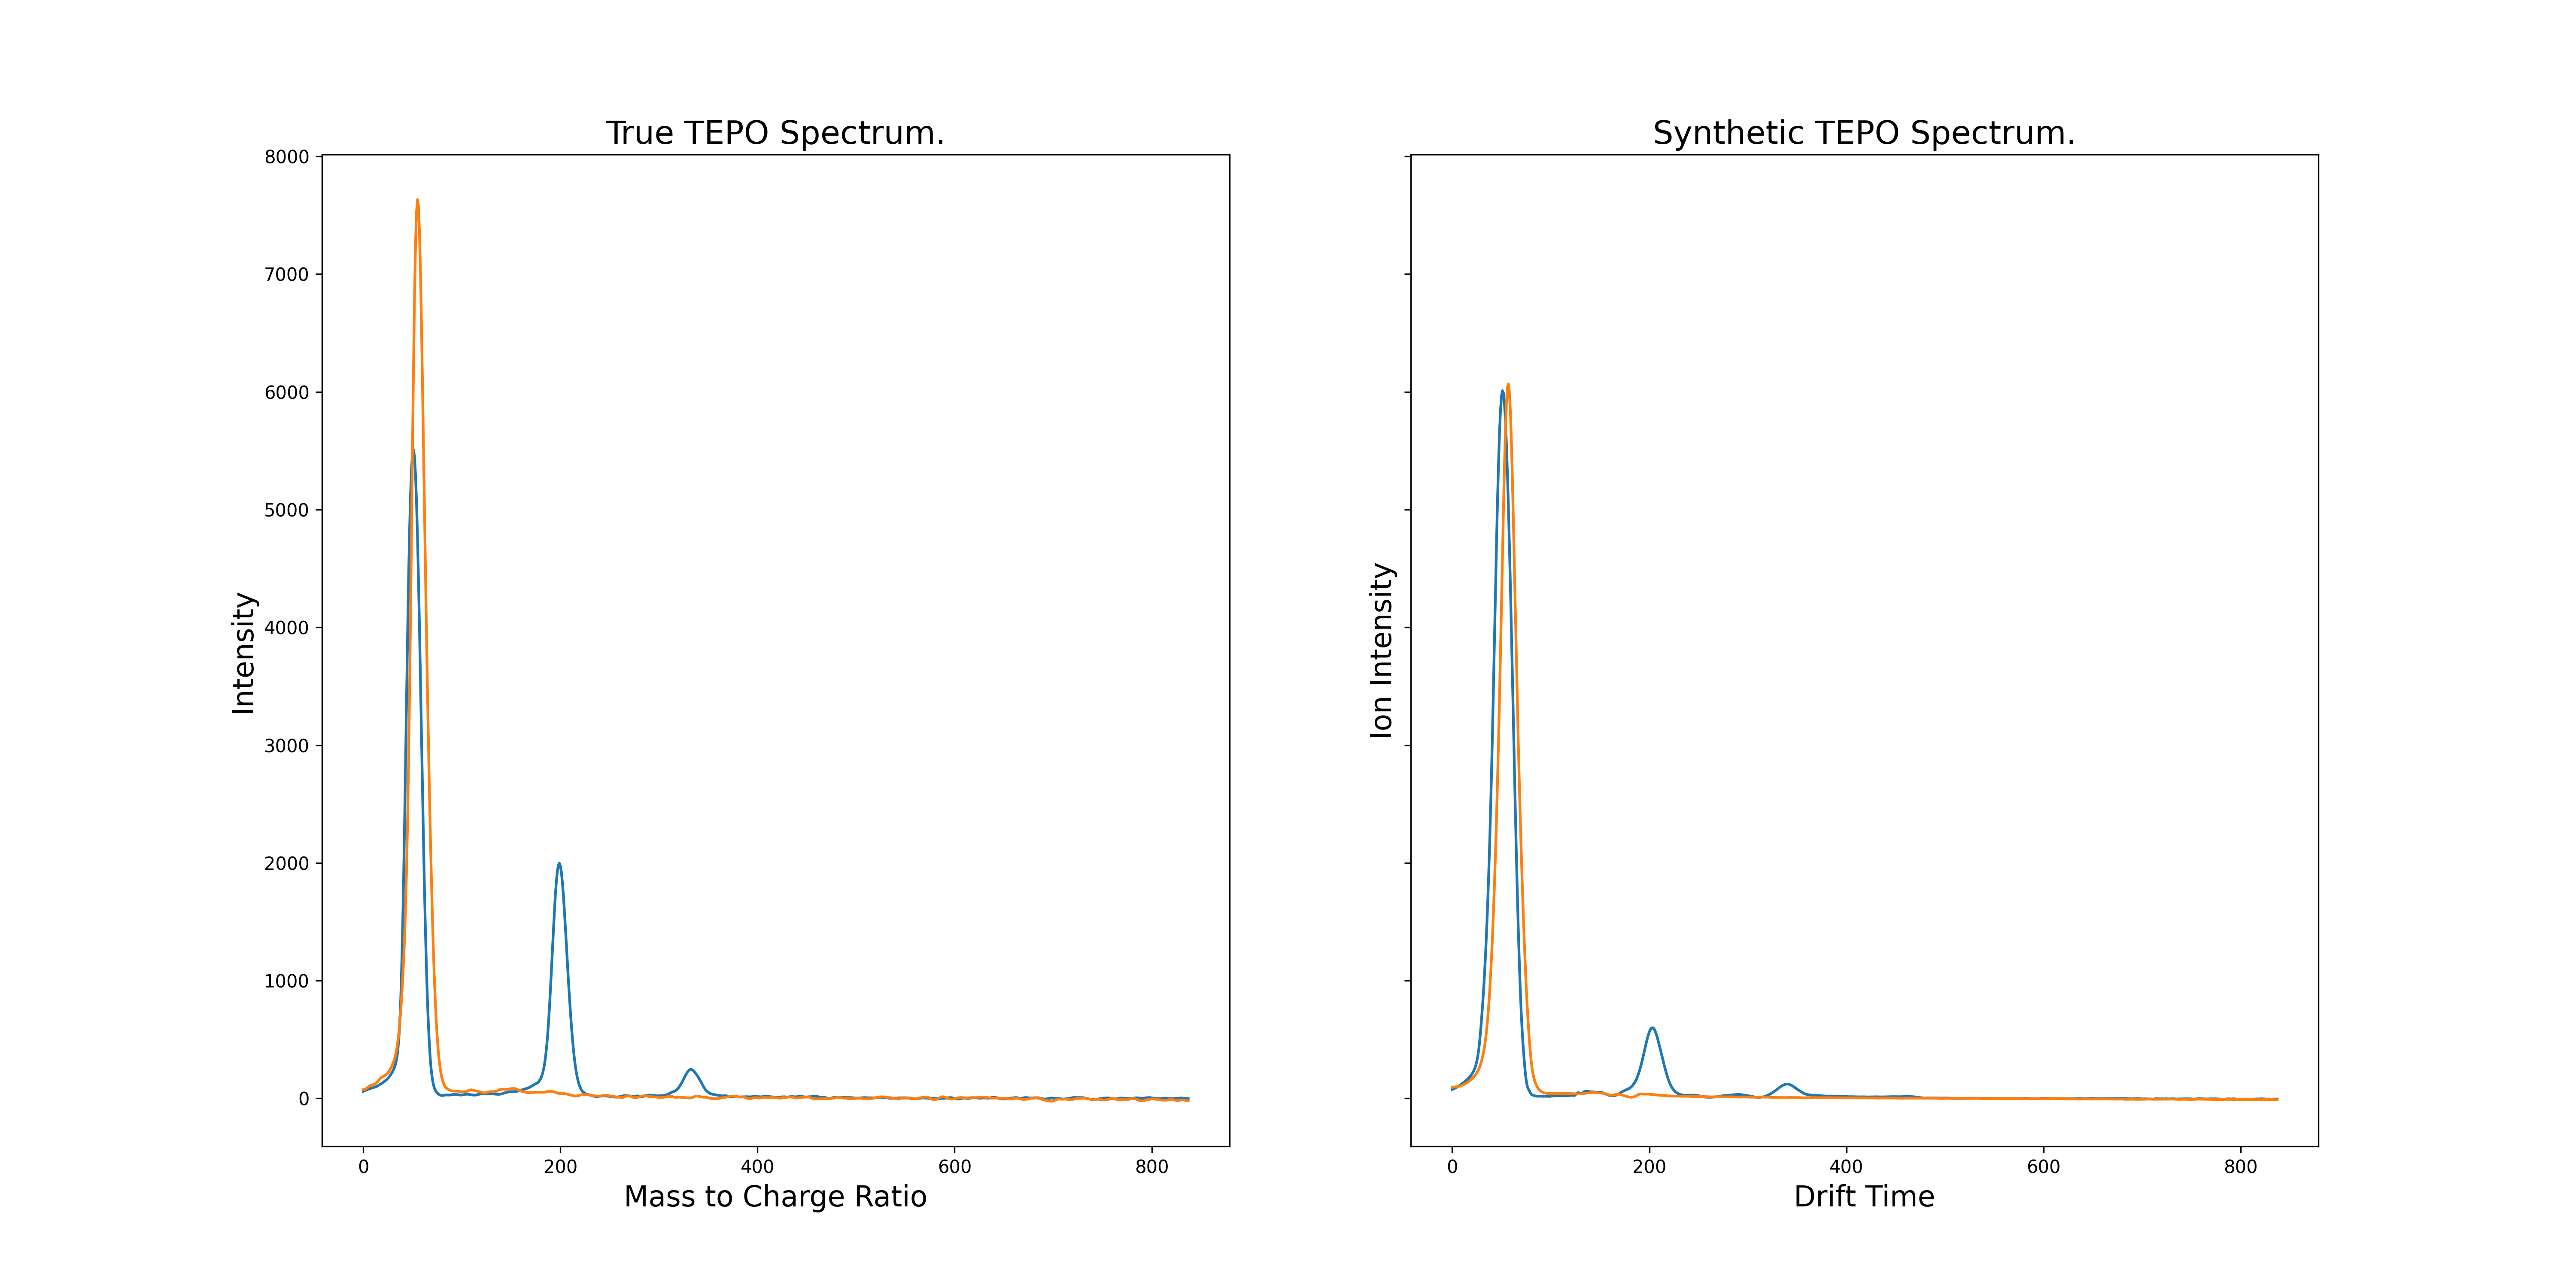 True TEPO Spectrum.
8000
7000
6000
5000
4000
3000
2000
1000
0
Intensity
0 200 400 600 800
Mass to Charge Ratio
Synthetic TEPO Spectrum.
Ion Intensity
0 200 400 600 800
Drift Time